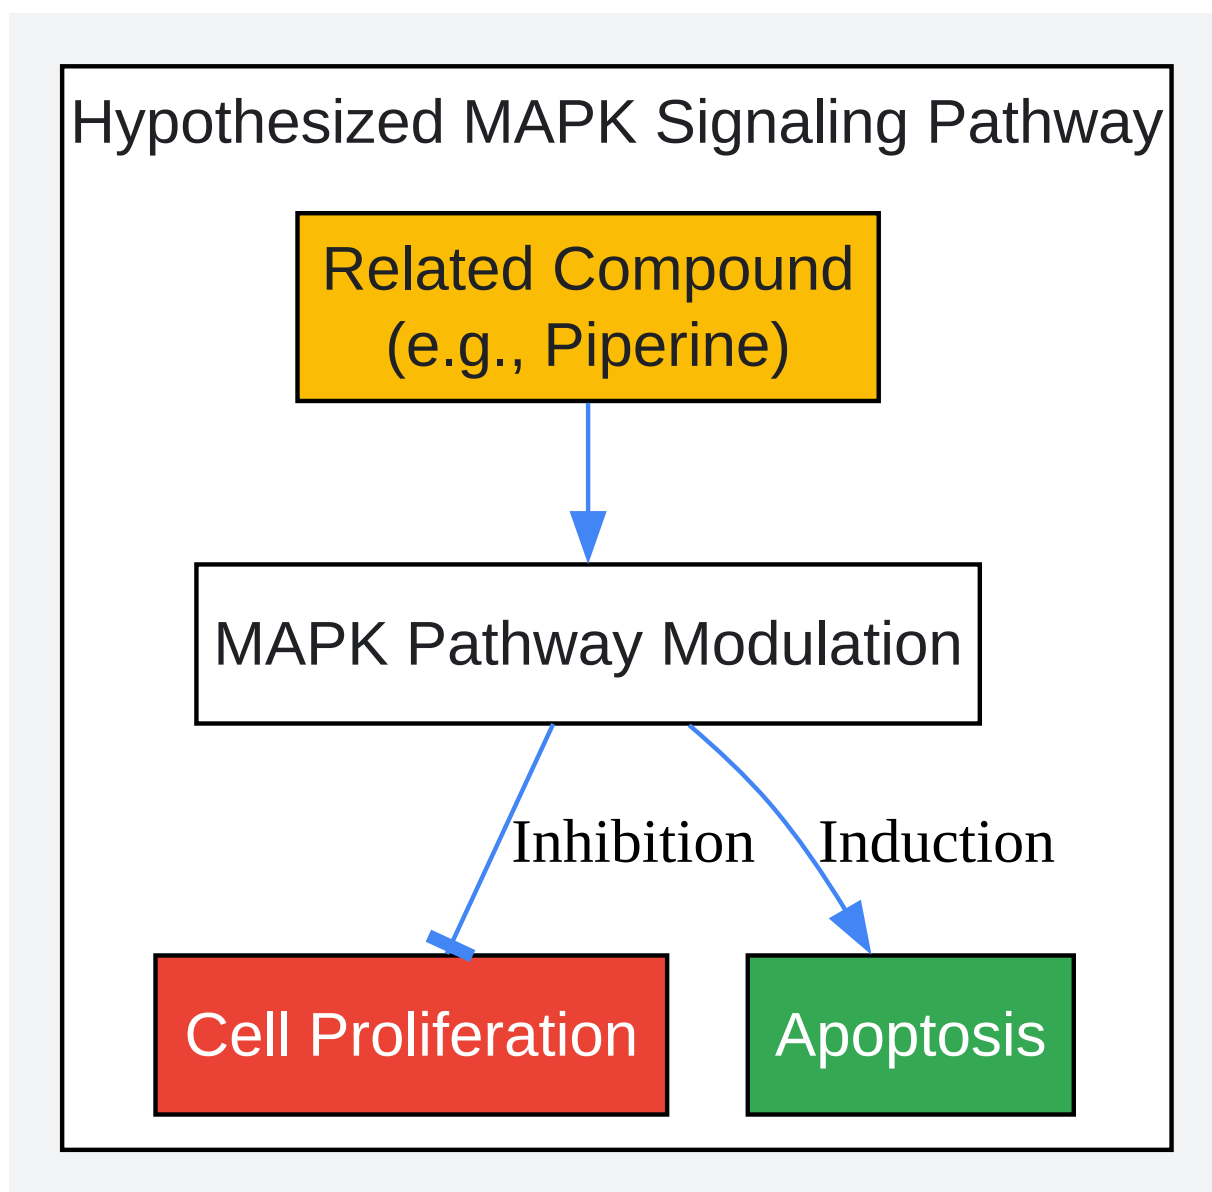 Hypothesized MAPK Signaling Pathway
Related Compound
(e.g., Piperine)
MAPK Pathway Modulation
Inhibition
Induction
Cell Proliferation
Apoptosis